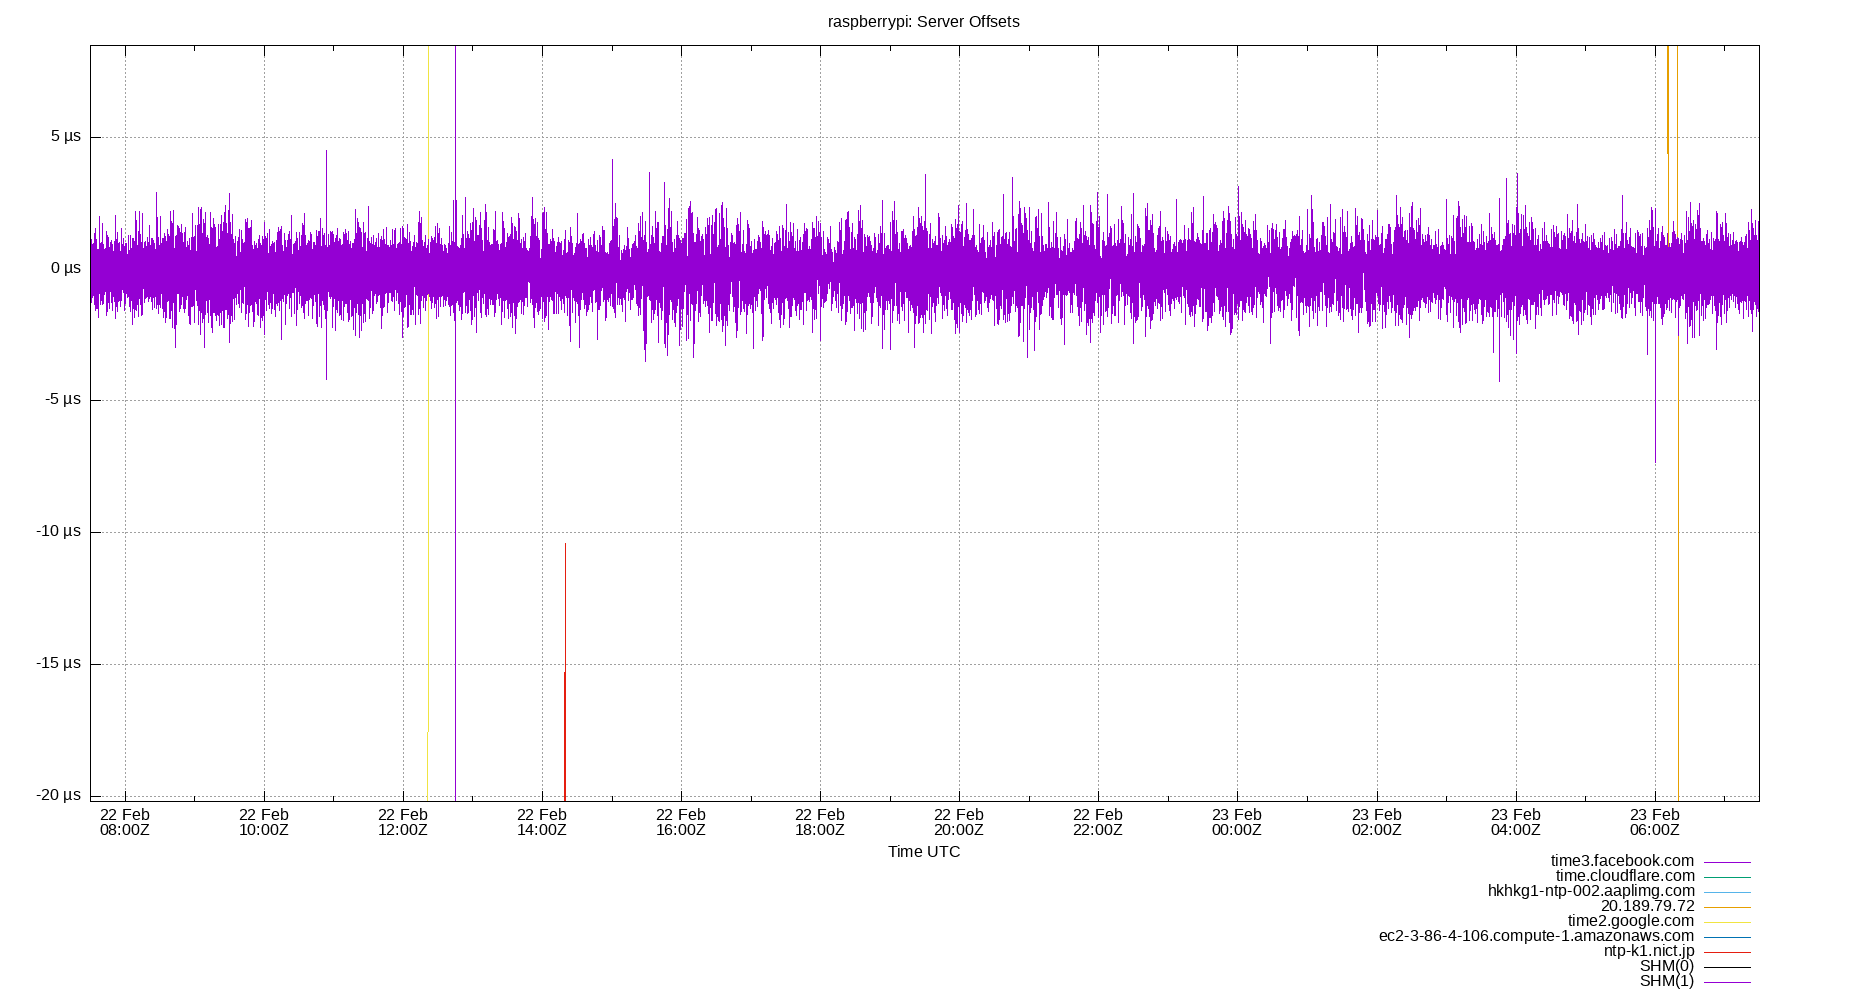 raspberrypi: Server Offsets
5 µs
0 µs
-5 µs
-10 µs
-15 µs
-20 µs
22 Feb 22 Feb 22 Feb 22 Feb 22 Feb 22 Feb 22 Feb 22 Feb 23 Feb 23 Feb 23 Feb 23 Feb
08:00Z 10:00Z 12:00Z 14:00Z 16:00Z 18:00Z 20:00Z 22:00Z 00:00Z 02:00Z 04:00Z 06:00Z
Time UTC
time3.facebook.com
time.cloudflare.com
hkhkg1-ntp-002.aaplimg.com
20.189.79.72
time2.google.com
ec2-3-86-4-106.compute-1.amazonaws.com
ntp-k1.nict.jp
SHM(0)
SHM(1)